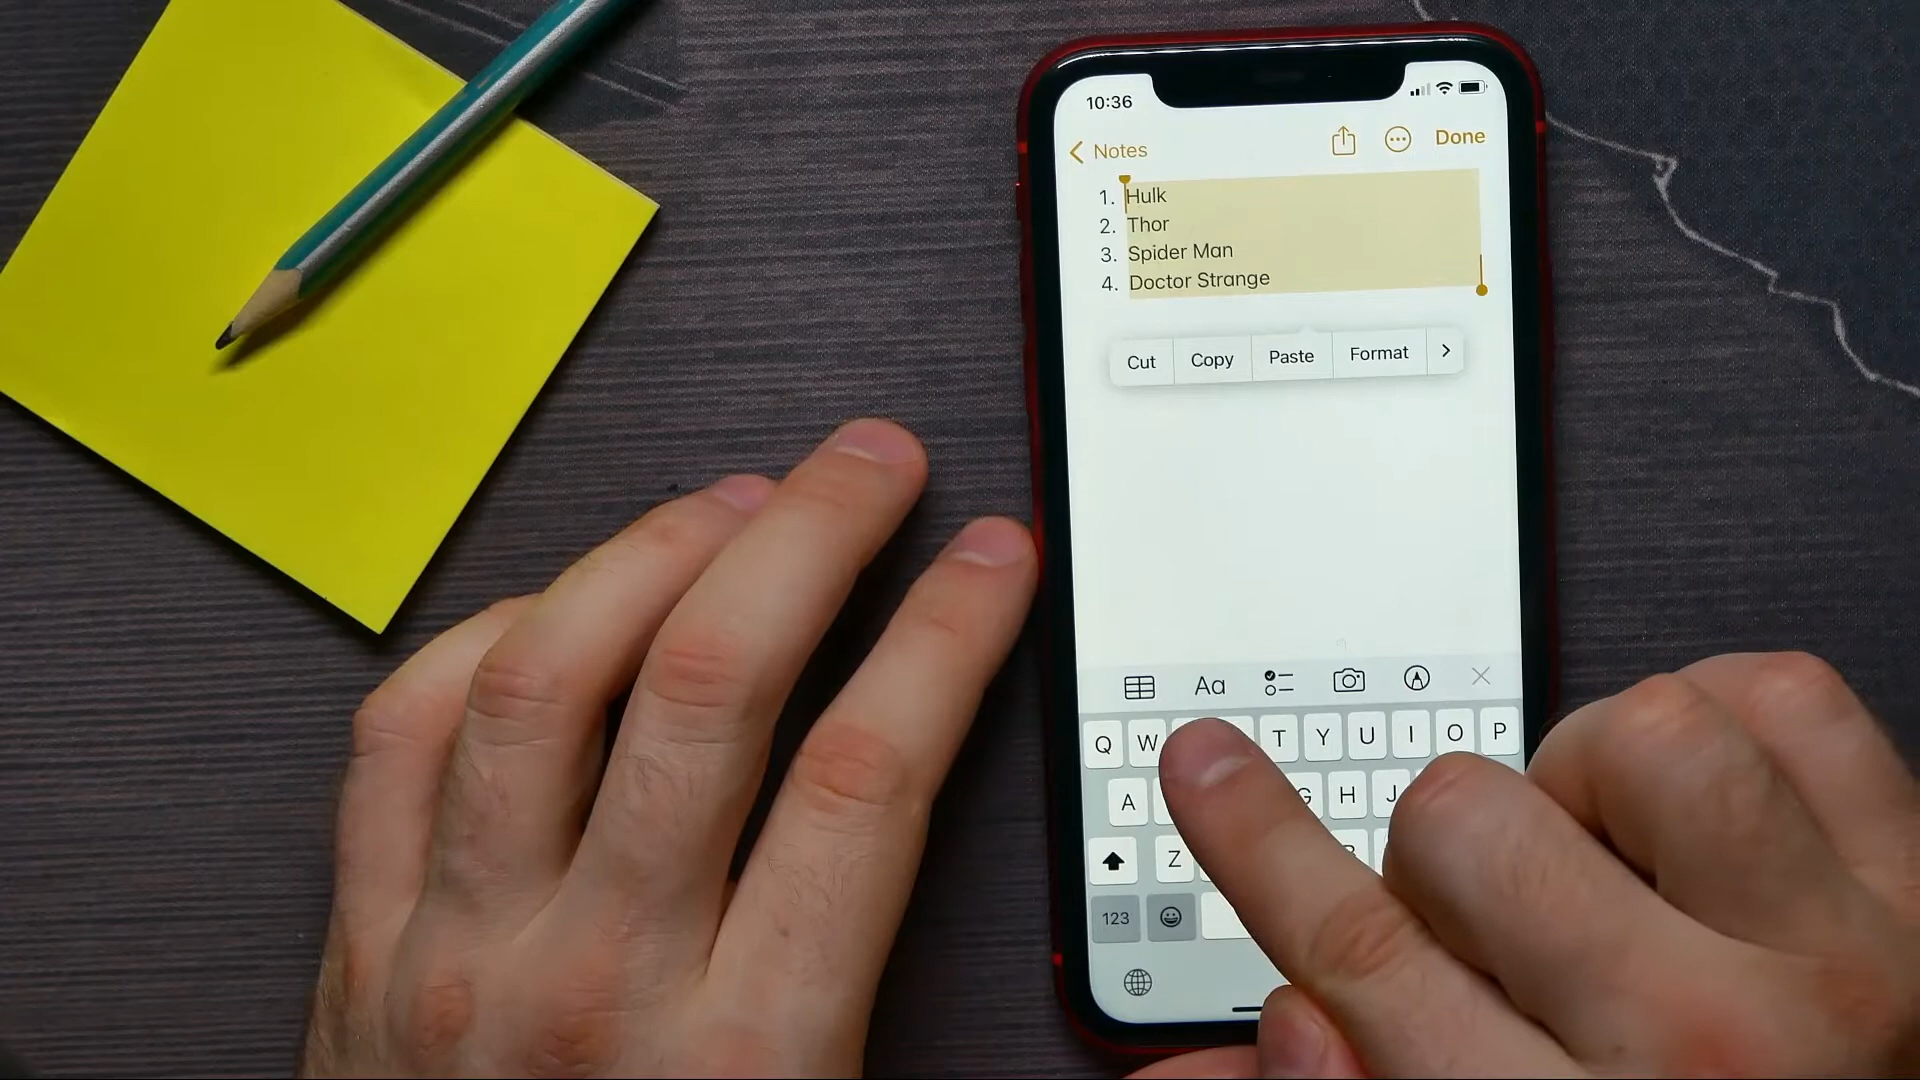 10:36
Notes
Done
1. Hulk
2. Thor
3. Spider Man
4. Doctor Strange
Cut Copy Paste Format
Aa
Q W T Y U I O P
A G H J
Z B
123